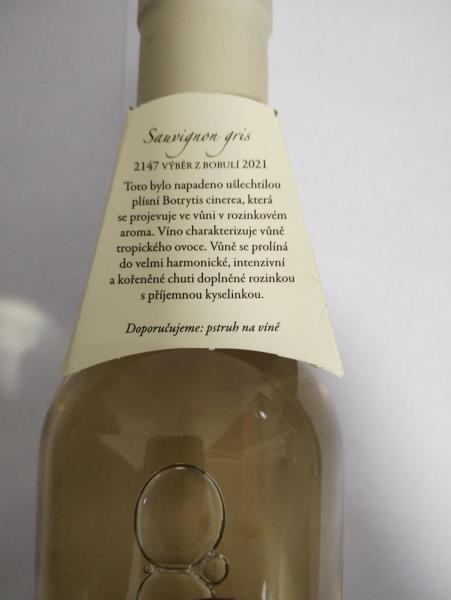 Sauvignon gris
2147 VÝBĚR Z BOBULÍ 2021
Toto bylo napadeno ušlechtilou
plísní Botrytis cinerea, která
se projevuje ve vůni v rozinkovém
aroma. Víno charakterizuje vůně
tropického ovoce. Vůně se prolíná
do velmi harmonické, intenzivní
a kořeněné chuti doplněné rozinkou
s příjemnou kyselinkou.
Doporučujeme: pstruh na víně